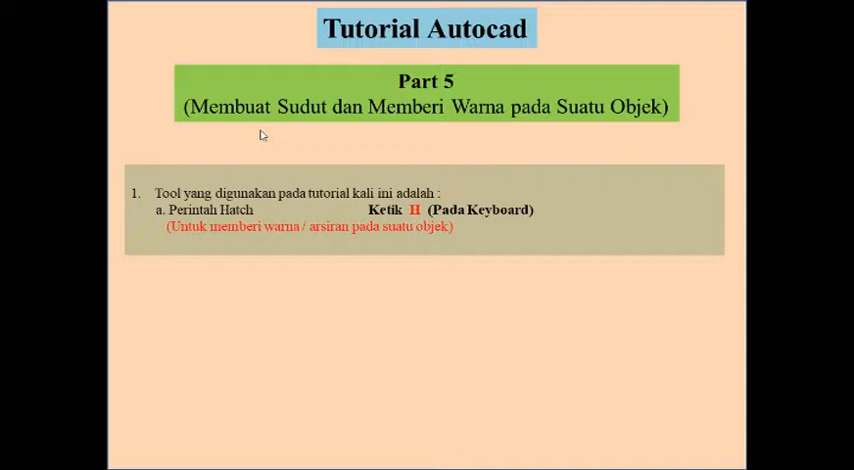 Tutorial Autocad
Part 5
(Membuat Sudut dan Memberi Warna pada Suatu Objek)
1. Tool yang digunakan pada tutorial kali ini adalah :
a. Perintah Hatch Ketik H (Pada Keyboard)
(Untuk memberi warna / arsiran pada suatu objek)